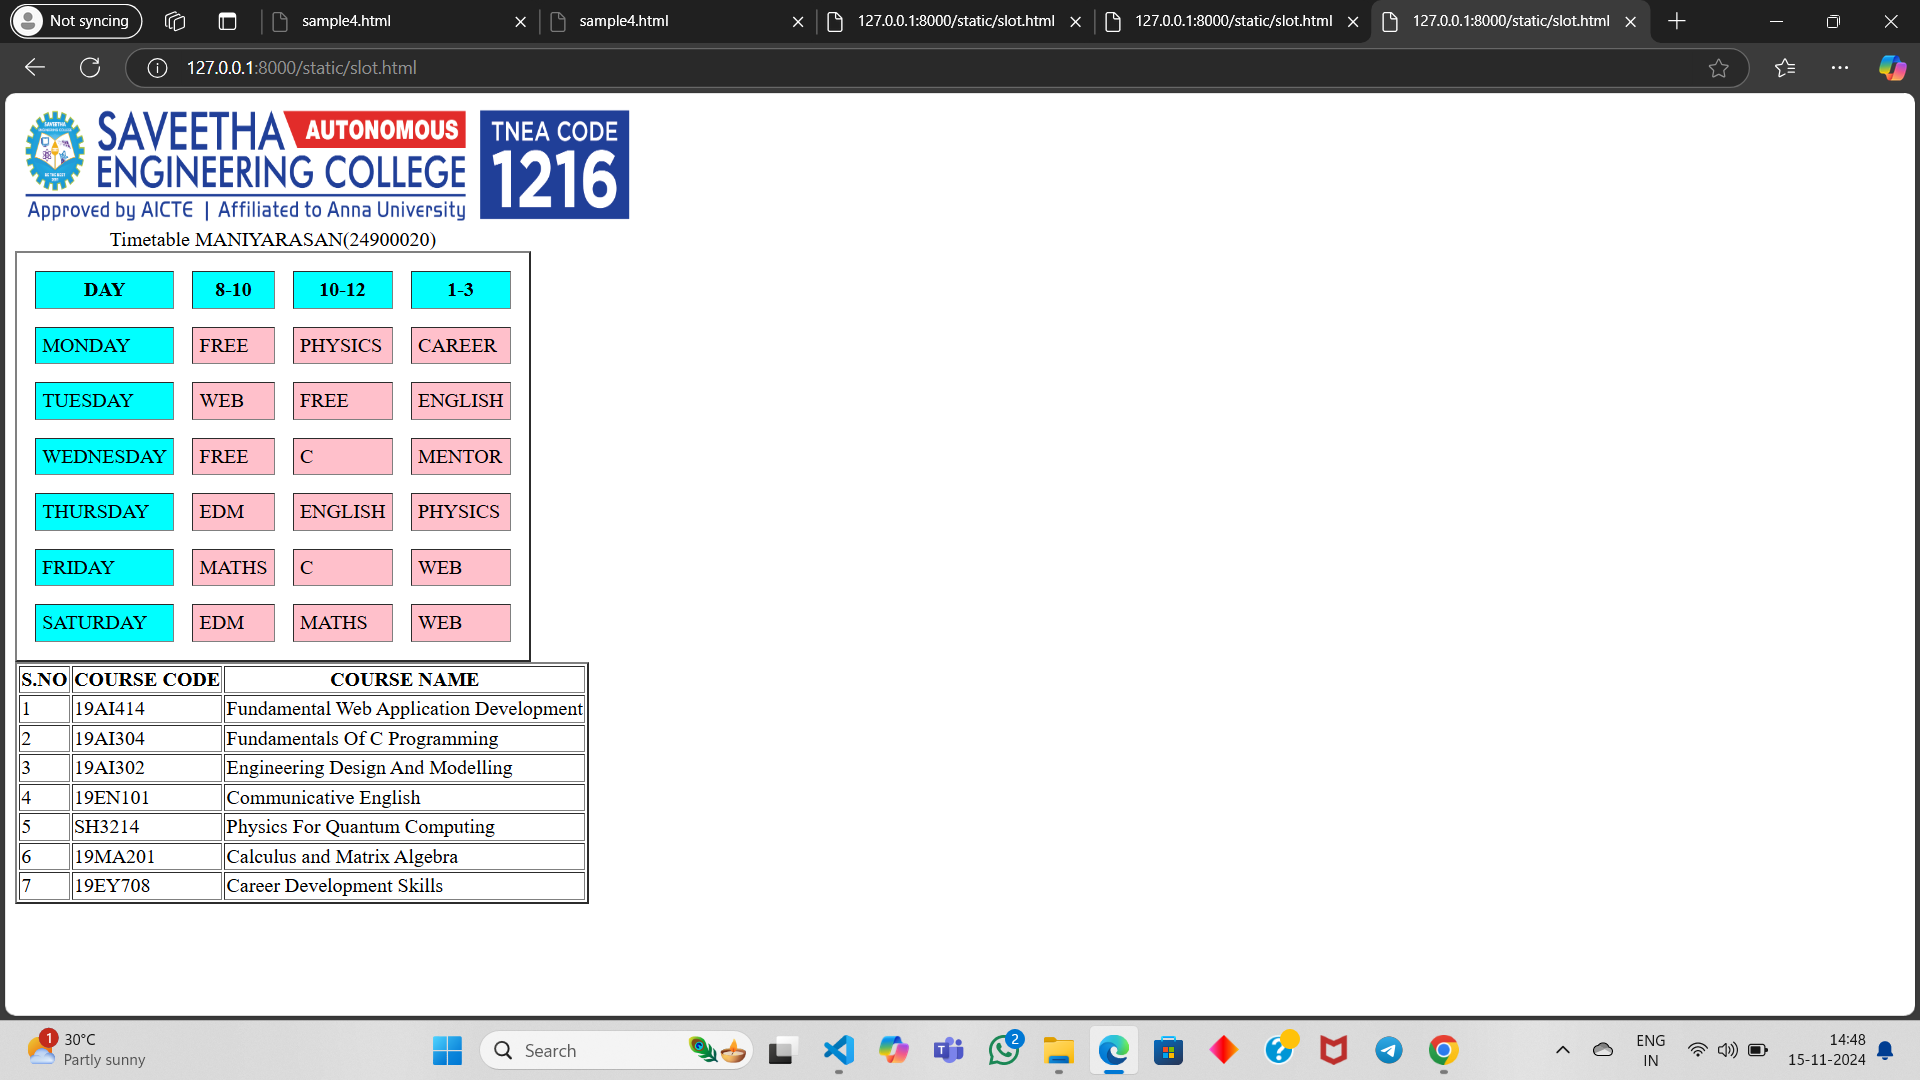 Not syncing
sample4.html
sample4.html
127.0.0.1:8000/static/slot.html
127.0.0.1:8000/static/slot.html
127.0.0.1:8000/static/slot.html
127.0.0.1:8000/static/slot.html
SAVEETHA AUTONOMOUS
ENGINEERING COLLEGE
Approved by AICTE | Affiliated to Anna University
TNEA CODE
1216
Timetable MANIYARASAN(24900020)
DAY 8-10 10-12 1-3
MONDAY FREE PHYSICS CAREER
TUESDAY WEB FREE ENGLISH
WEDNESDAY FREE C MENTOR
THURSDAY EDM ENGLISH PHYSICS
FRIDAY MATHS C WEB
SATURDAY EDM MATHS WEB
S.NO COURSE CODE COURSE NAME
1 19AI414 Fundamental Web Application Development
2 19AI304 Fundamentals Of C Programming
3 19AI302 Engineering Design And Modelling
4 19EN101 Communicative English
5 SH3214 Physics For Quantum Computing
6 19MA201 Calculus and Matrix Algebra
7 19EY708 Career Development Skills
1
30°C
Partly sunny
Search
2
ENG
IN
14:48
15-11-2024